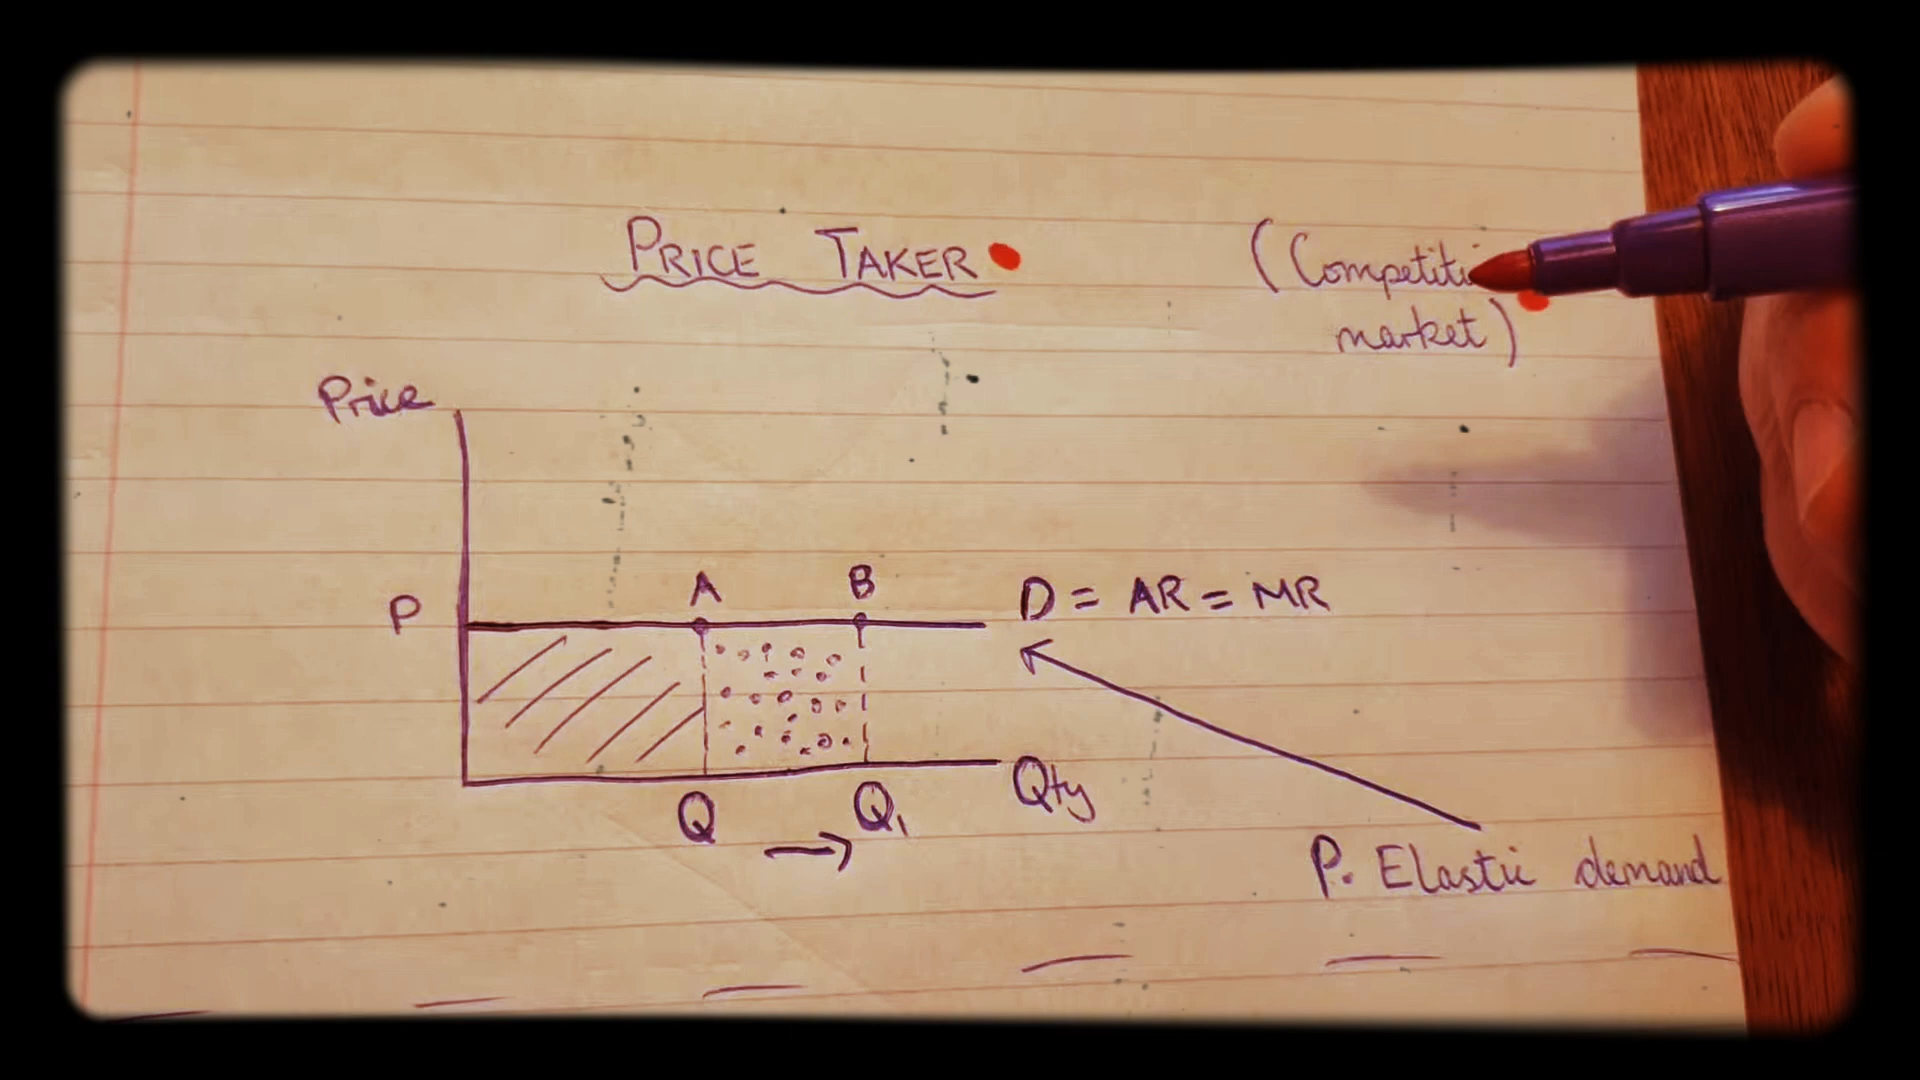 PRICE TAKER
(Competiti
market)
Price
P
A
B
D = AR = MR
Q
Q₁
Qty
P. Elastic demand